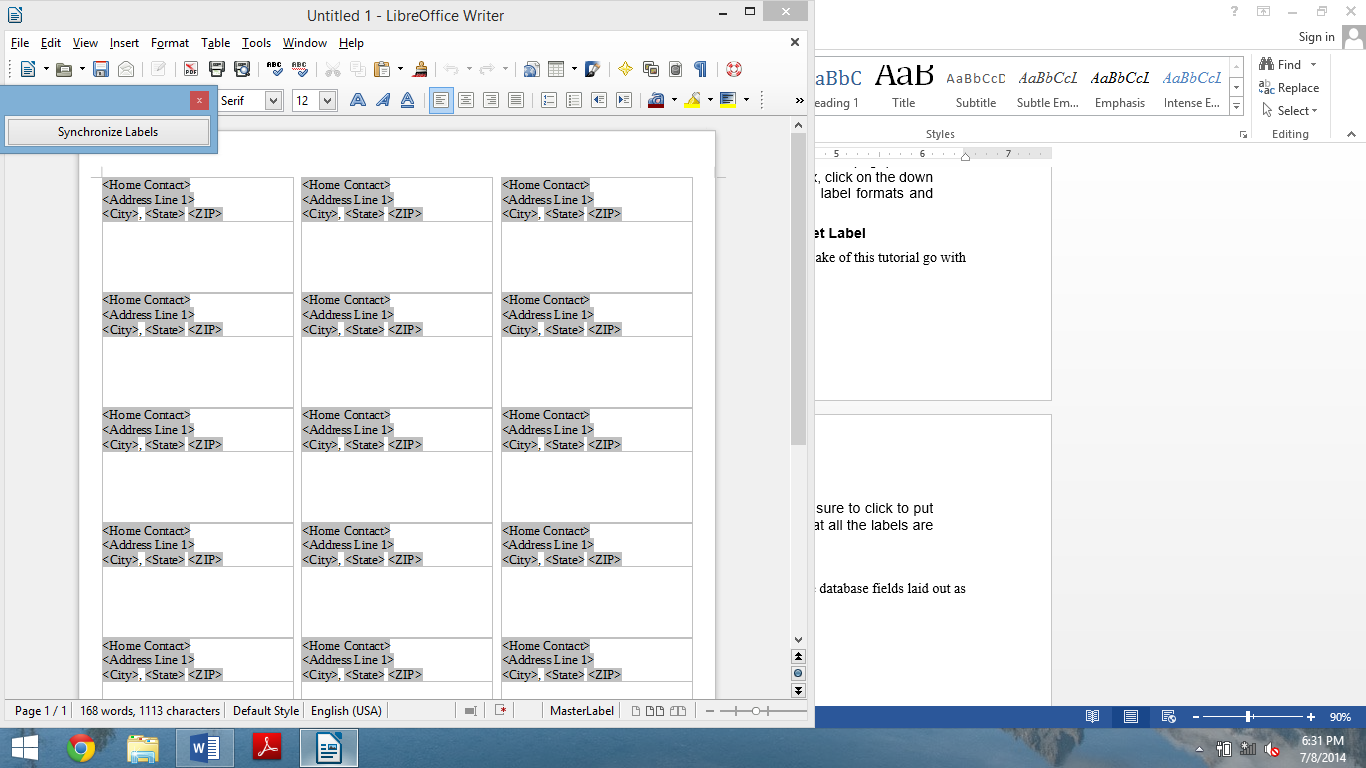 Untitled 1 - LibreOffice Writer
File Edit View Insert Format Table Tools Window Help
Serif 12
Synchronize Labels
<Home Contact> <Home Contact> <Home Contact>
<Address Line 1> <Address Line 1> <Address Line 1>
<City>, <State> <ZIP> <City>, <State> <ZIP> <City>, <State> <ZIP>
<Home Contact> <Home Contact> <Home Contact>
<Address Line 1> <Address Line 1> <Address Line 1>
<City>, <State> <ZIP> <City>, <State> <ZIP> <City>, <State> <ZIP>
<Home Contact> <Home Contact> <Home Contact>
<Address Line 1> <Address Line 1> <Address Line 1>
<City>, <State> <ZIP> <City>, <State> <ZIP> <City>, <State> <ZIP>
<Home Contact> <Home Contact> <Home Contact>
<Address Line 1> <Address Line 1> <Address Line 1>
<City>, <State> <ZIP> <City>, <State> <ZIP> <City>, <State> <ZIP>
<Home Contact> <Home Contact> <Home Contact>
<Address Line 1> <Address Line 1> <Address Line 1>
<City>, <State> <ZIP> <City>, <State> <ZIP> <City>, <State> <ZIP>
Page 1 / 1 168 words, 1113 characters Default Style English (USA) MasterLabel
Sign in
aBbC AaB AaBbCcD AaBbCcL AaBbCcL AaBbCcL
eading 1 Title Subtitle Subtle Em... Emphasis Intense E...
Find
Replace
Select
Styles Editing
5 6 7
, click on the down
label formats and
et Label
ake of this tutorial go with
sure to click to put
at all the labels are
database fields laid out as
90%
6:31 PM
7/8/2014